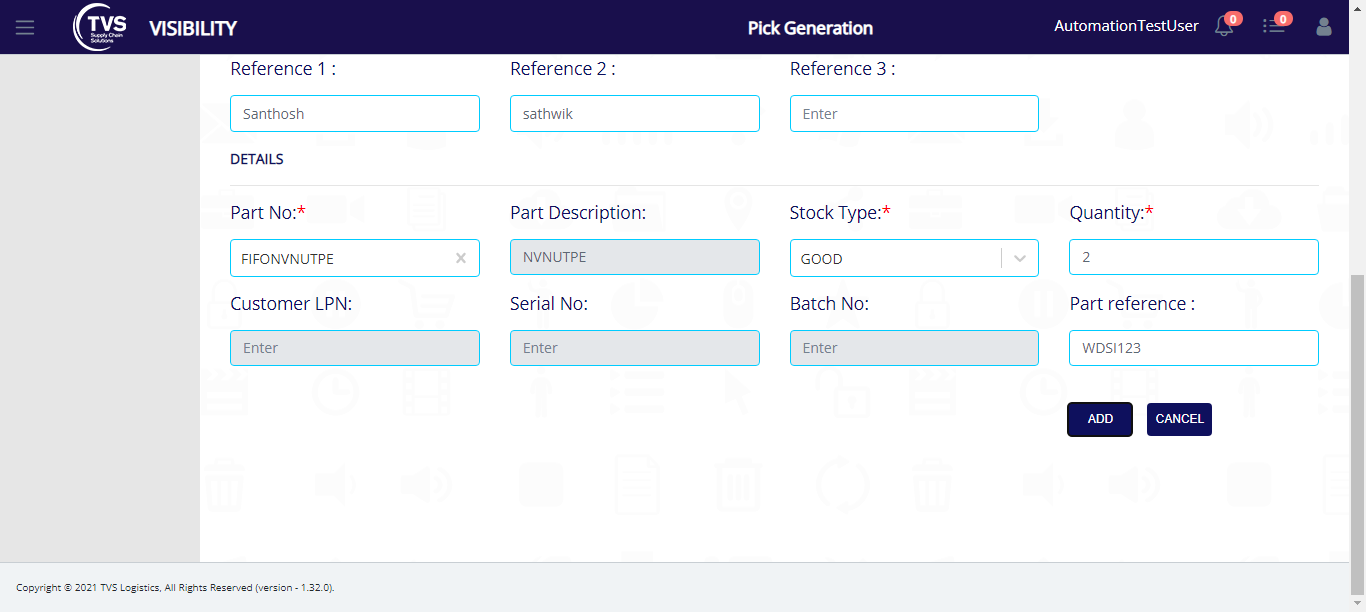 TVS
Supply Chain
Solutions
VISIBILITY
Pick Generation
AutomationTestUser
0
0
Reference 1 :
Reference 2 :
Reference 3 :
Santhosh
sathwik
Enter
DETAILS
Part No:*
Part Description:
Stock Type:*
Quantity:*
FIFONVNUTPE
NVNUTPE
GOOD
2
Customer LPN:
Serial No:
Batch No:
Part reference :
Enter
Enter
Enter
WDSI123
ADD
CANCEL
Copyright © 2021 TVS Logistics, All Rights Reserved (version - 1.32.0).